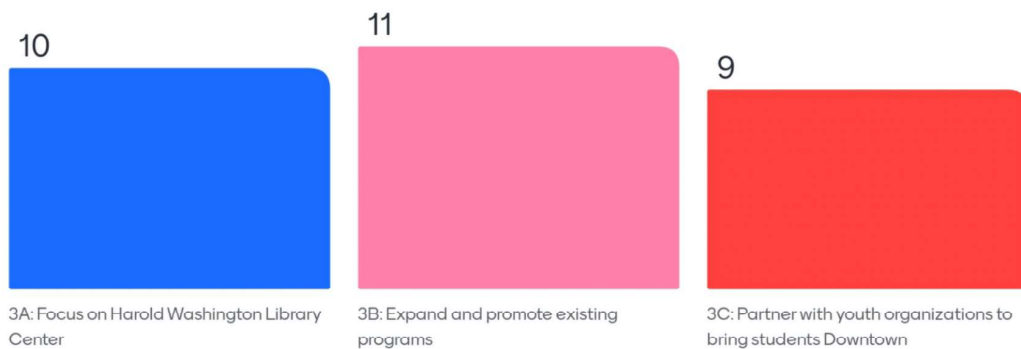 10
11
9
3A: Focus on Harold Washington Library
Center
3B: Expand and promote existing
programs
3C: Partner with youth organizations to
bring students Downtown